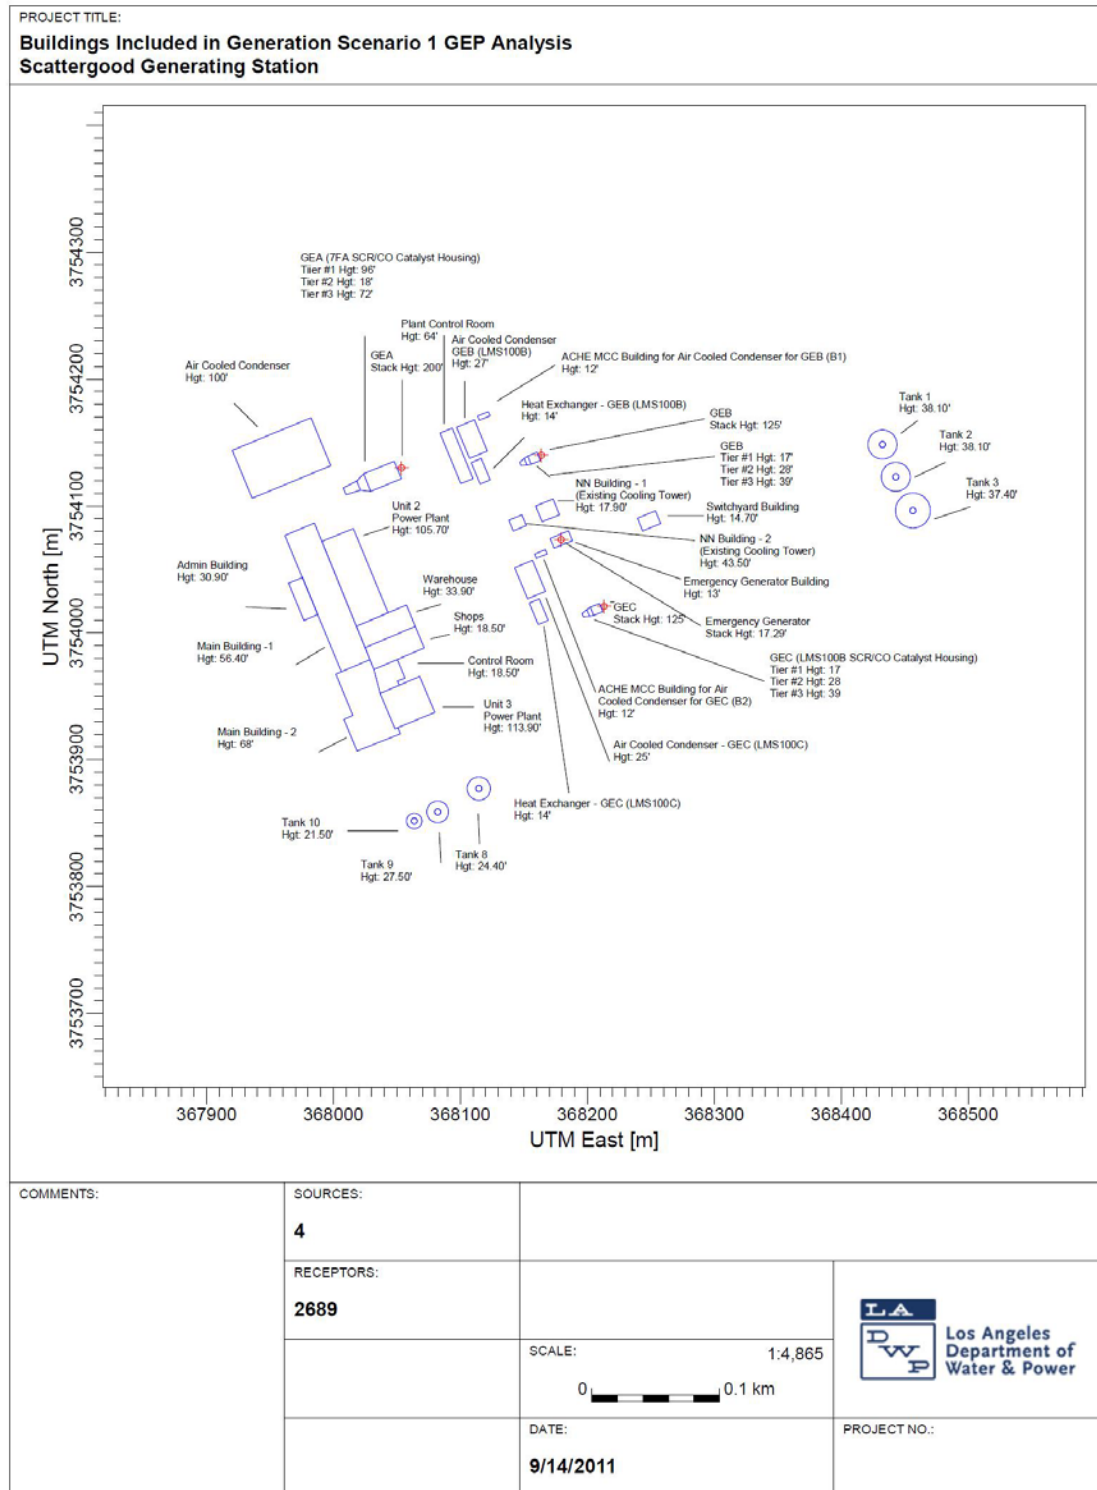 PROJECT TITLE:
Buildings Included in Generation Scenario 1 GEP Analysis
Scattergood Generating Station
GEA (7FA SCR/CO Catalyst Housing)
Tier #1 Hgt: 96'
Tier #2 Hgt: 18'
Tier #3 Hgt: 72'
Plant Control Room
Hgt: 64'
Air Cooled Condenser
GEB (LMS100B)
Hgt: 27'
GEA
Stack Hgt: 200'
ACHE MCC Building for Air Cooled Condenser for GEB (B1)
Hgt: 12'
Air Cooled Condenser
Hgt: 100'
Heat Exchanger - GEB (LMS100B)
Hgt: 14'
GEB
Stack Hgt: 125'
GEB
Tier #1 Hgt: 17'
Tier #2 Hgt: 28'
Tier #3 Hgt: 39'
Tank 1
Hgt: 38.10'
Tank 2
Hgt: 38.10'
Tank 3
Hgt: 37.40'
NN Building - 1
(Existing Cooling Tower)
Hgt: 17.90'
Switchyard Building
Hgt: 14.70'
Unit 2
Power Plant
Hgt: 105.70'
NN Building - 2
(Existing Cooling Tower)
Hgt: 43.50'
Admin Building
Hgt: 30.90'
Warehouse
Hgt: 33.90'
Emergency Generator Building
Hgt: 13'
Shops
Hgt: 18.50'
GEC
Stack Hgt: 125'
Emergency Generator
Stack Hgt: 17.29'
Main Building -1
Hgt: 56.40'
Control Room
Hgt: 18.50'
GEC (LMS100B SCR/CO Catalyst Housing)
Tier #1 Hgt: 17
Tier #2 Hgt: 28
Tier #3 Hgt: 39
Unit 3
Power Plant
Hgt: 113.90'
ACHE MCC Building for Air
Cooled Condenser for GEC (B2)
Hgt: 12'
Main Building - 2
Hgt: 68'
Air Cooled Condenser - GEC (LMS100C)
Hgt: 25'
Heat Exchanger - GEC (LMS100C)
Hgt: 14'
Tank 10
Hgt: 21.50'
Tank 9
Hgt: 27.50'
Tank 8
Hgt: 24.40'
UTM North [m]
3754300
3754200
3754100
3754000
3753900
3753800
3753700
367900
368000
368100
368200
368300
368400
368500
UTM East [m]
COMMENTS:
SOURCES:
4
RECEPTORS:
2689
SCALE:
1:4,865
0
0.1 km
DATE:
9/14/2011
LA
DWP
Los Angeles
Department of
Water & Power
PROJECT NO.: